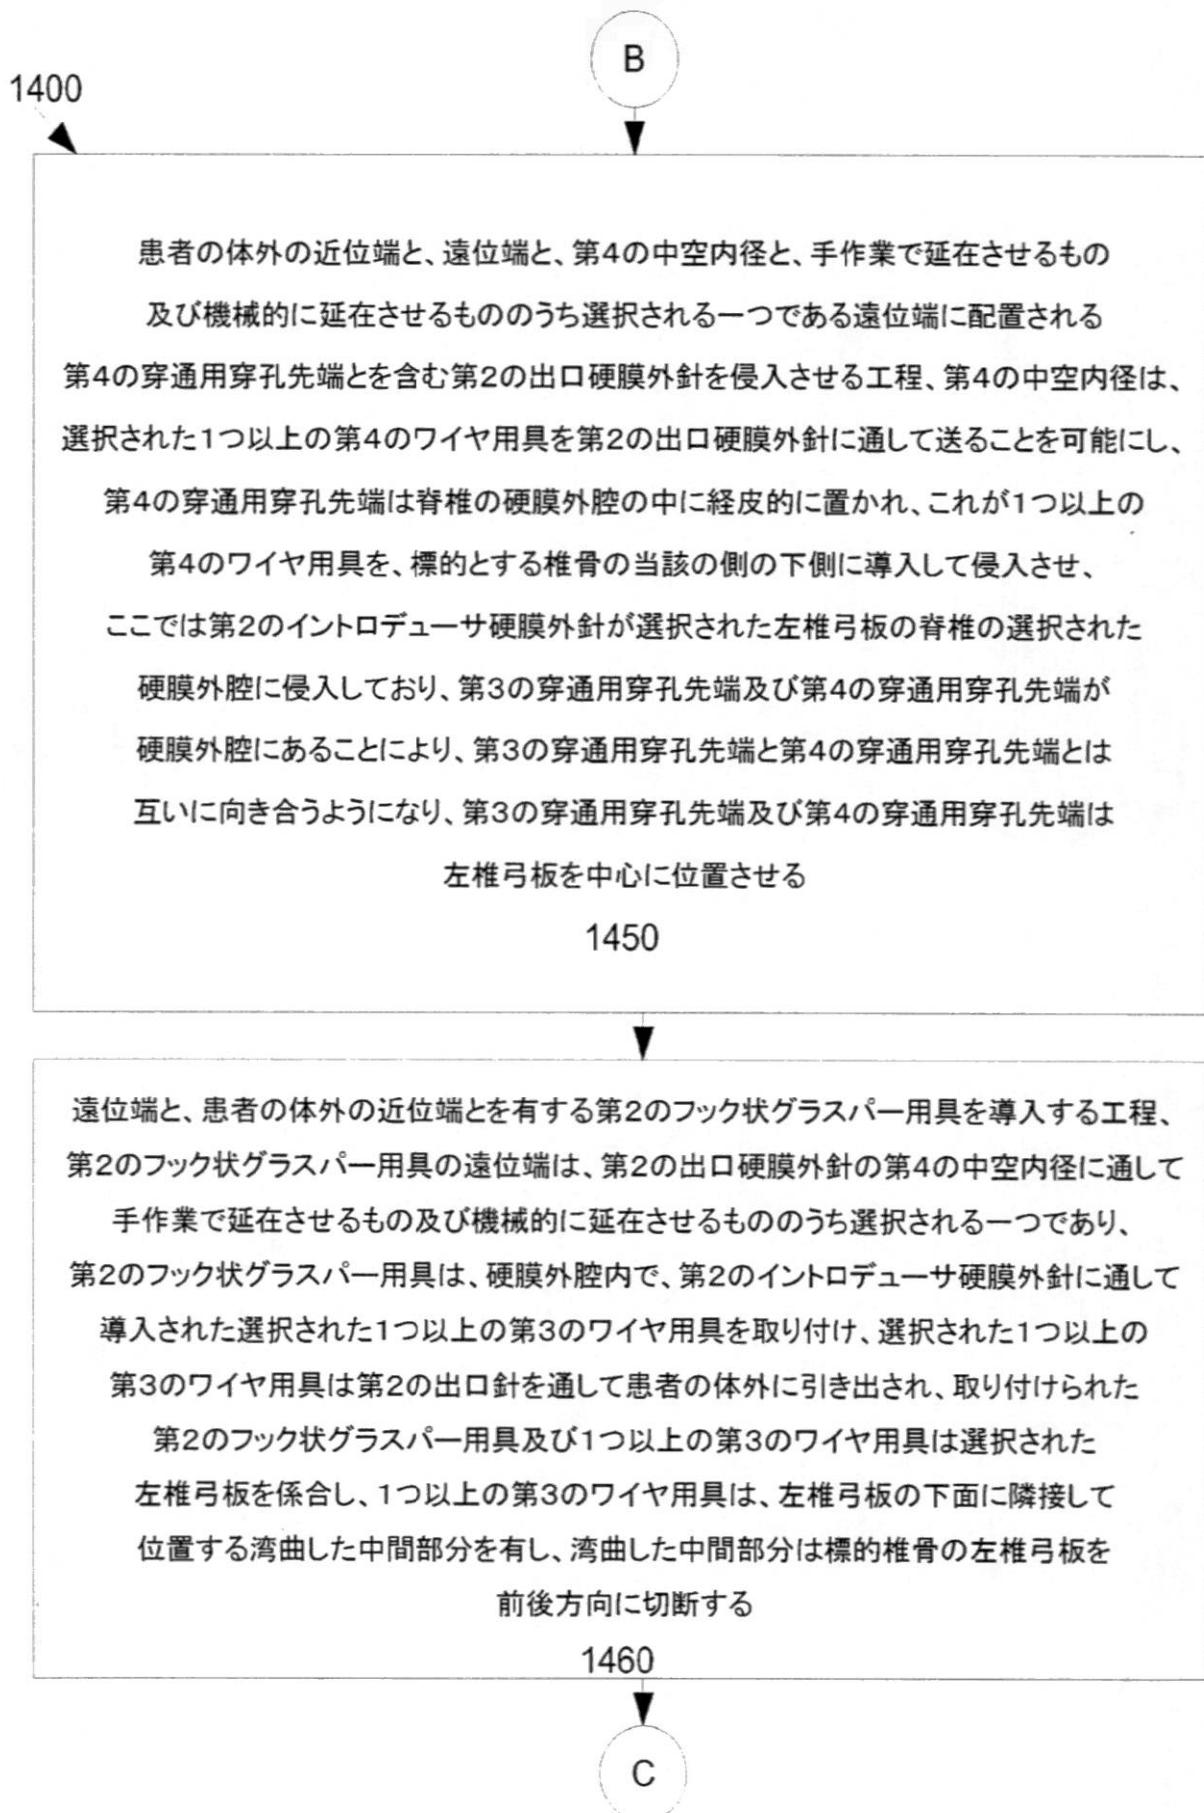 B
1400
患者の体外の近位端と、遠位端と、第4の中空内径と、手作業で延在させるもの
及び機械的に延在させるもののうち選択される一つである遠位端に配置される
第4の穿通用穿孔先端とを含む第2の出口硬膜外針を侵入させる工程、第4の中空内径は、
選択された1つ以上の第4のワイヤ用具を第2の出口硬膜外針に通して送ることを可能にし、
第4の穿通用穿孔先端は脊椎の硬膜外腔の中に経皮的に置かれ、これが1つ以上の
第4のワイヤ用具を、標的とする椎骨の当該の側の下側に導入して侵入させ、
ここでは第2のイントロデューサ硬膜外針が選択された左椎弓板の脊椎の選択された
硬膜外腔に侵入しており、第3の穿通用穿孔先端及び第4の穿通用穿孔先端が
硬膜外腔にあることにより、第3の穿通用穿孔先端と第4の穿通用穿孔先端とは
互いに向き合うようになり、第3の穿通用穿孔先端及び第4の穿通用穿孔先端は
左椎弓板を中心に位置させる
1450
遠位端と、患者の体外の近位端とを有する第2のフック状グラスパー用具を導入する工程、
第2のフック状グラスパー用具の遠位端は、第2の出口硬膜外針の第4の中空内径に通して
手作業で延在させるもの及び機械的に延在させるもののうち選択される一つであり、
第2のフック状グラスパー用具は、硬膜外腔内で、第2のイントロデューサ硬膜外針に通して
導入された選択された1つ以上の第3のワイヤ用具を取り付け、選択された1つ以上の
第3のワイヤ用具は第2の出口針を通して患者の体外に引き出され、取り付けられた
第2のフック状グラスパー用具及び1つ以上の第3のワイヤ用具は選択された
左椎弓板を係合し、1つ以上の第3のワイヤ用具は、左椎弓板の下面に隣接して
位置する湾曲した中間部分を有し、湾曲した中間部分は標的椎骨の左椎弓板を
前後方向に切断する
1460
C